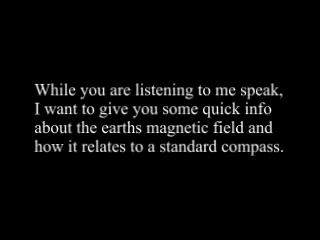 While you are listening to me speak,
I want to give you some quick info
about the earths magnetic field and
how it relates to a standard compass.